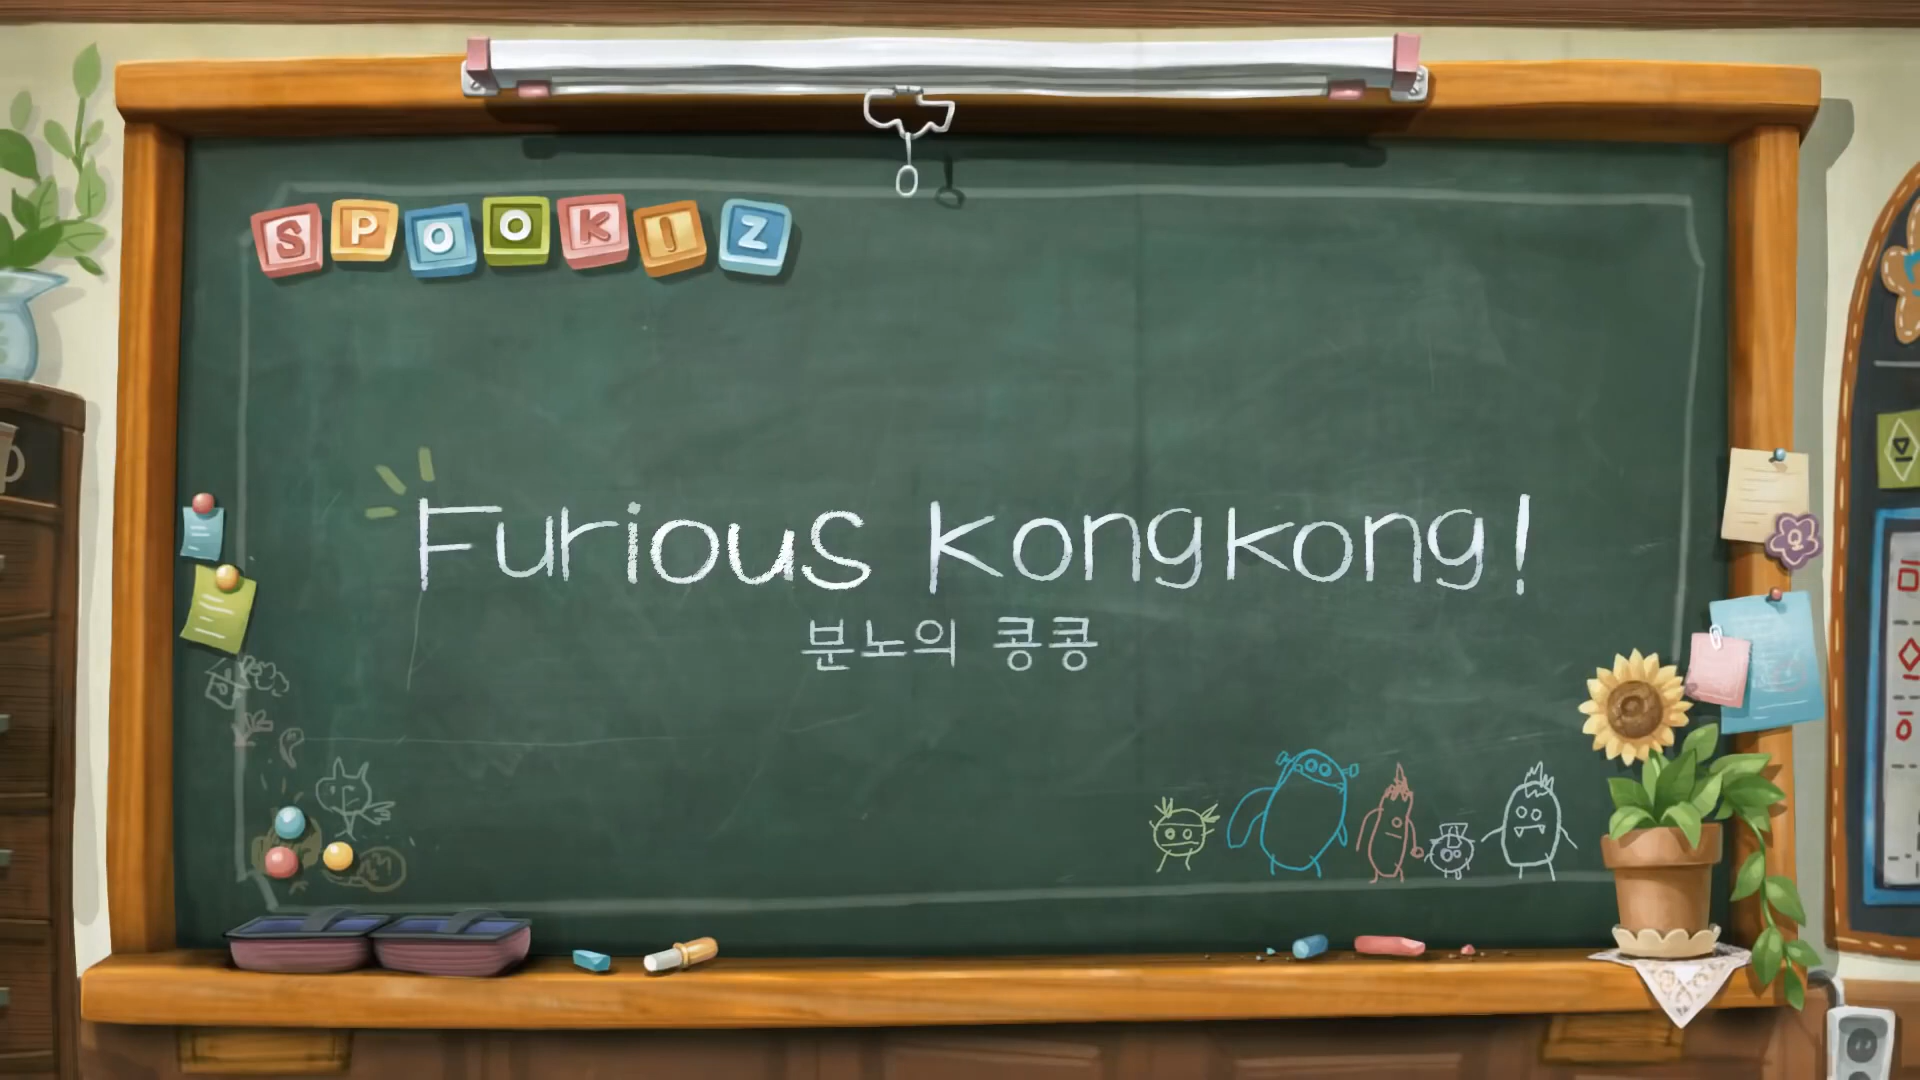 SPOOKIZ
Furious Kongkong!
분노의 콩콩
Q